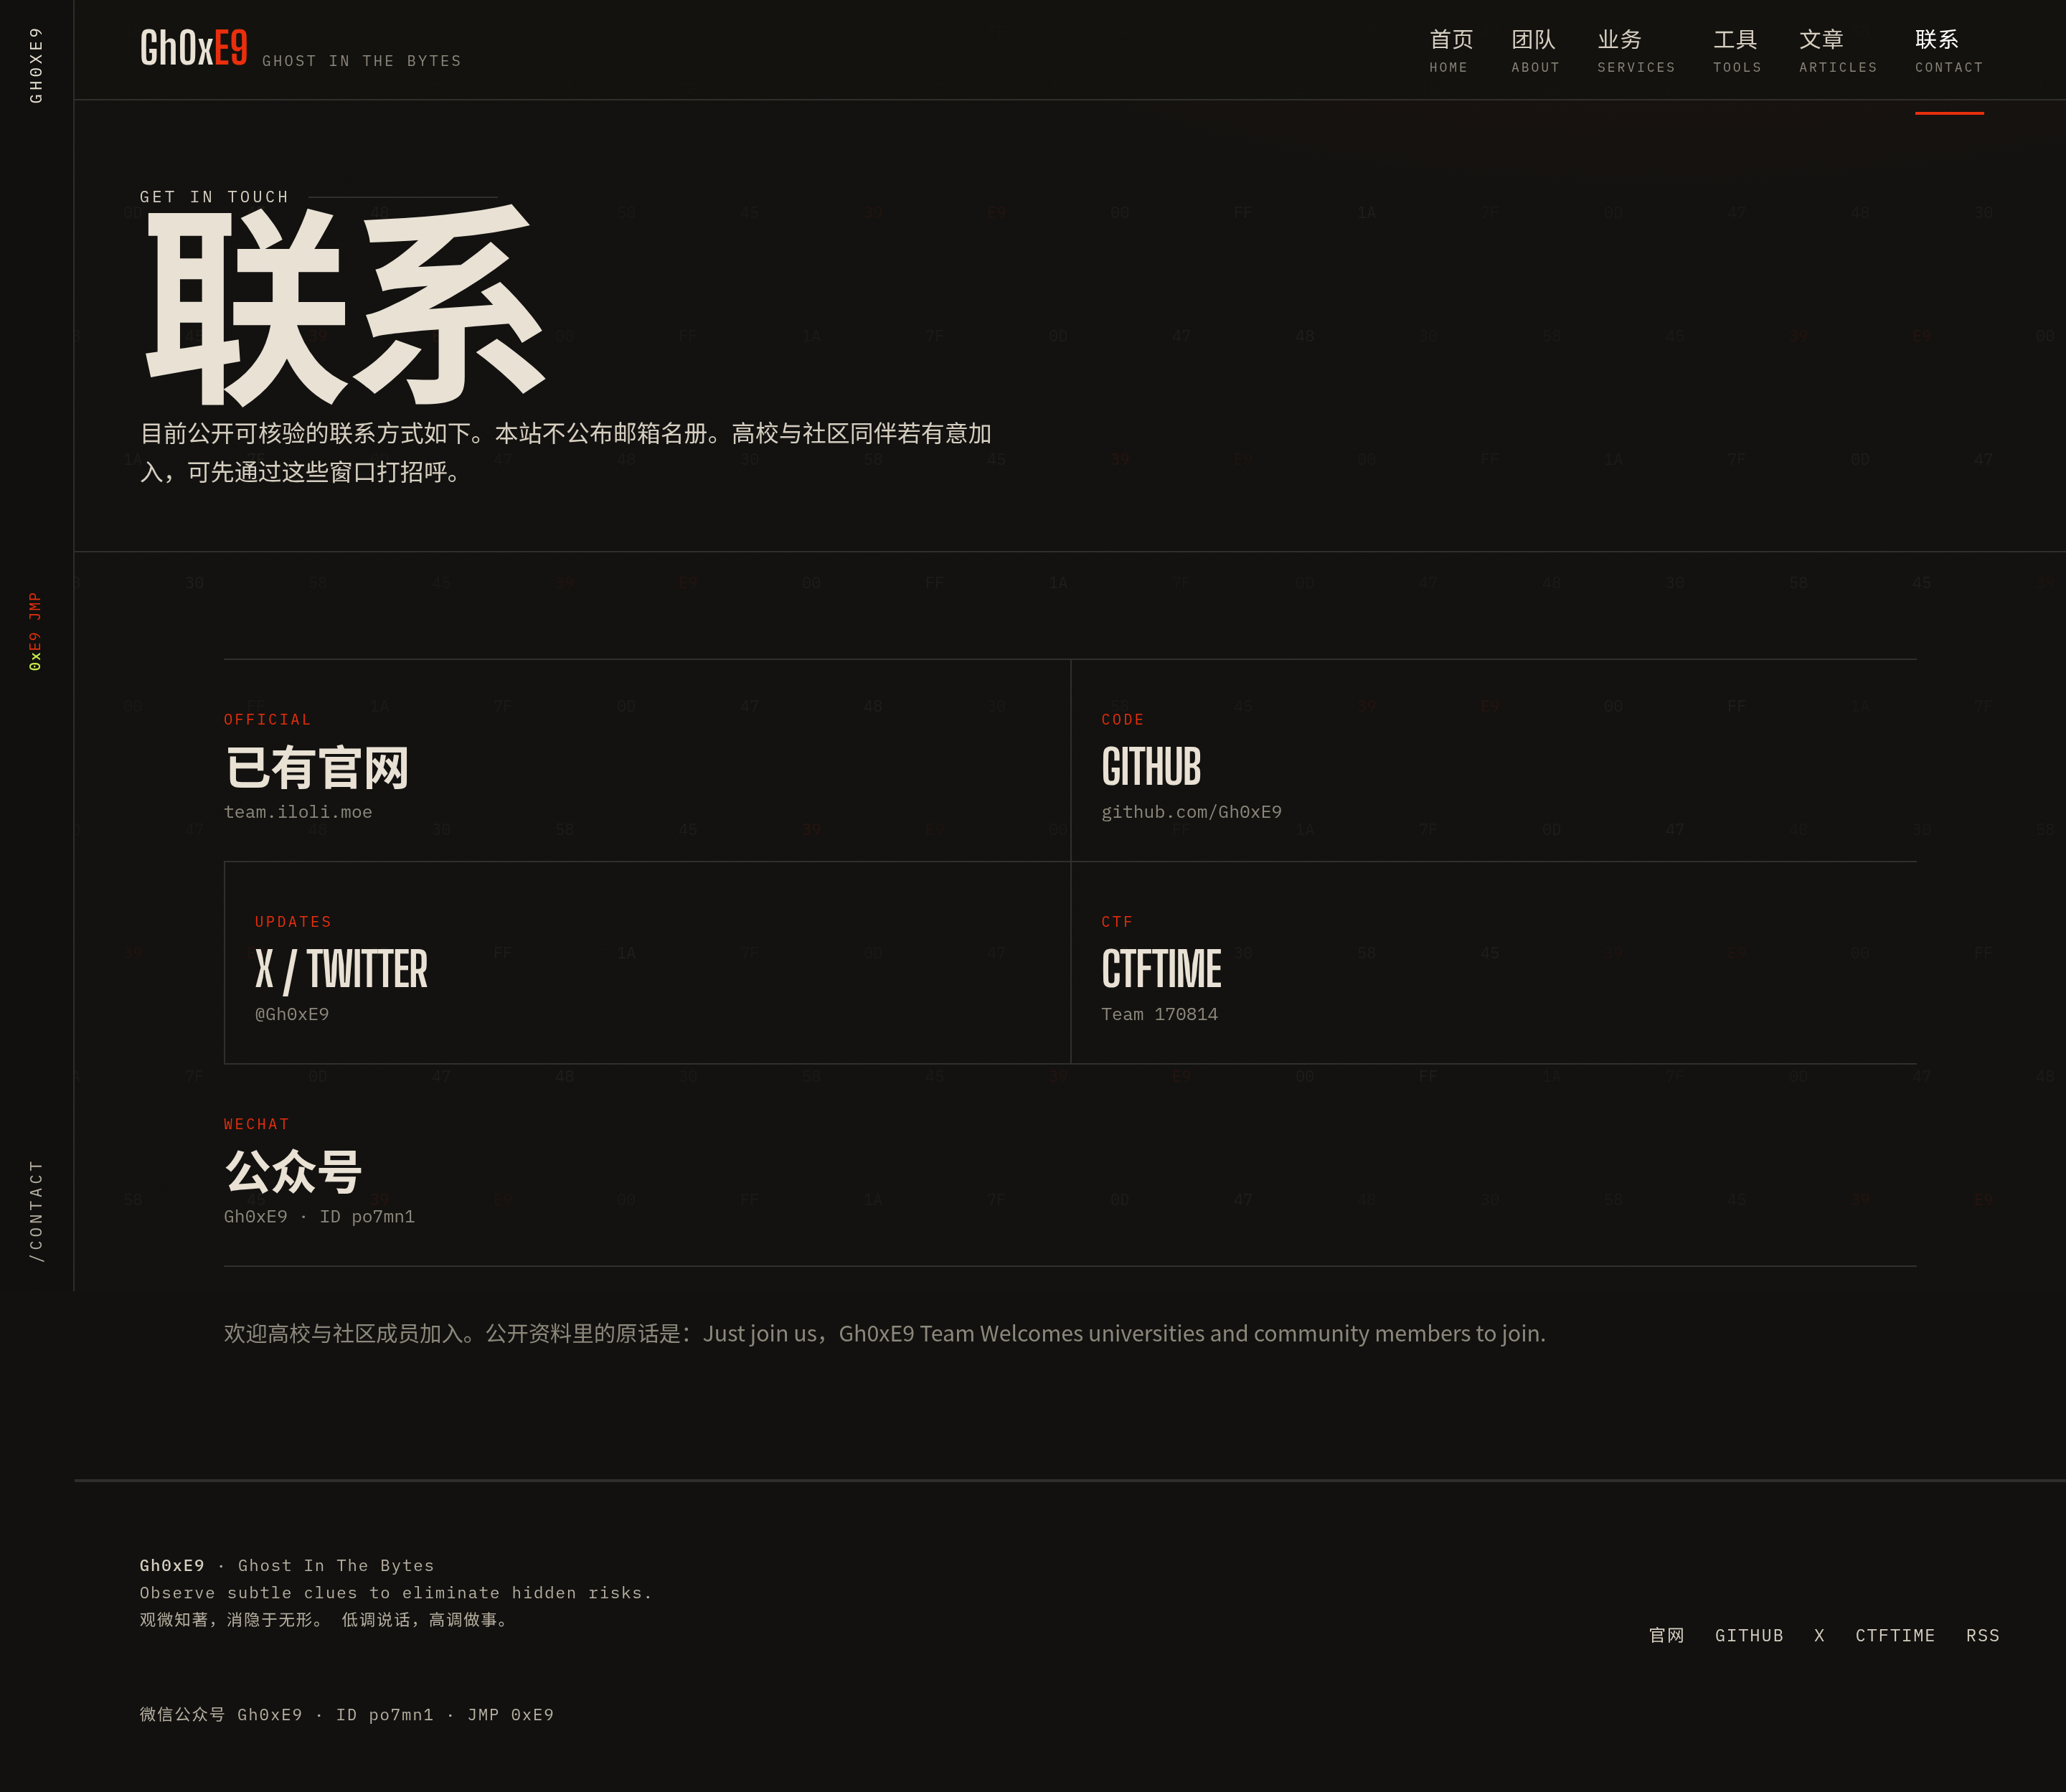 GH0XE9
Gh0xE9 GHOST IN THE BYTES
首页 团队 业务 工具 文章 联系
HOME ABOUT SERVICES TOOLS ARTICLES CONTACT
GET IN TOUCH
联系
目前公开可核验的联系方式如下。本站不公布邮箱名册。高校与社区同伴若有意加
入，可先通过这些窗口打招呼。
0xE9 JMP
OFFICIAL
已有官网
team.iloli.moe
CODE
GITHUB
github.com/Gh0xE9
UPDATES
X / TWITTER
@Gh0xE9
CTF
CTFTIME
Team 170814
WECHAT
公众号
Gh0xE9 · ID po7mn1
/CONTACT
欢迎高校与社区成员加入。公开资料里的原话是：Just join us，Gh0xE9 Team Welcomes universities and community members to join.
Gh0xE9 · Ghost In The Bytes
Observe subtle clues to eliminate hidden risks.
观微知著，消隐于无形。 低调说话，高调做事。
官网 GITHUB X CTFTIME RSS
微信公众号 Gh0xE9 · ID po7mn1 · JMP 0xE9